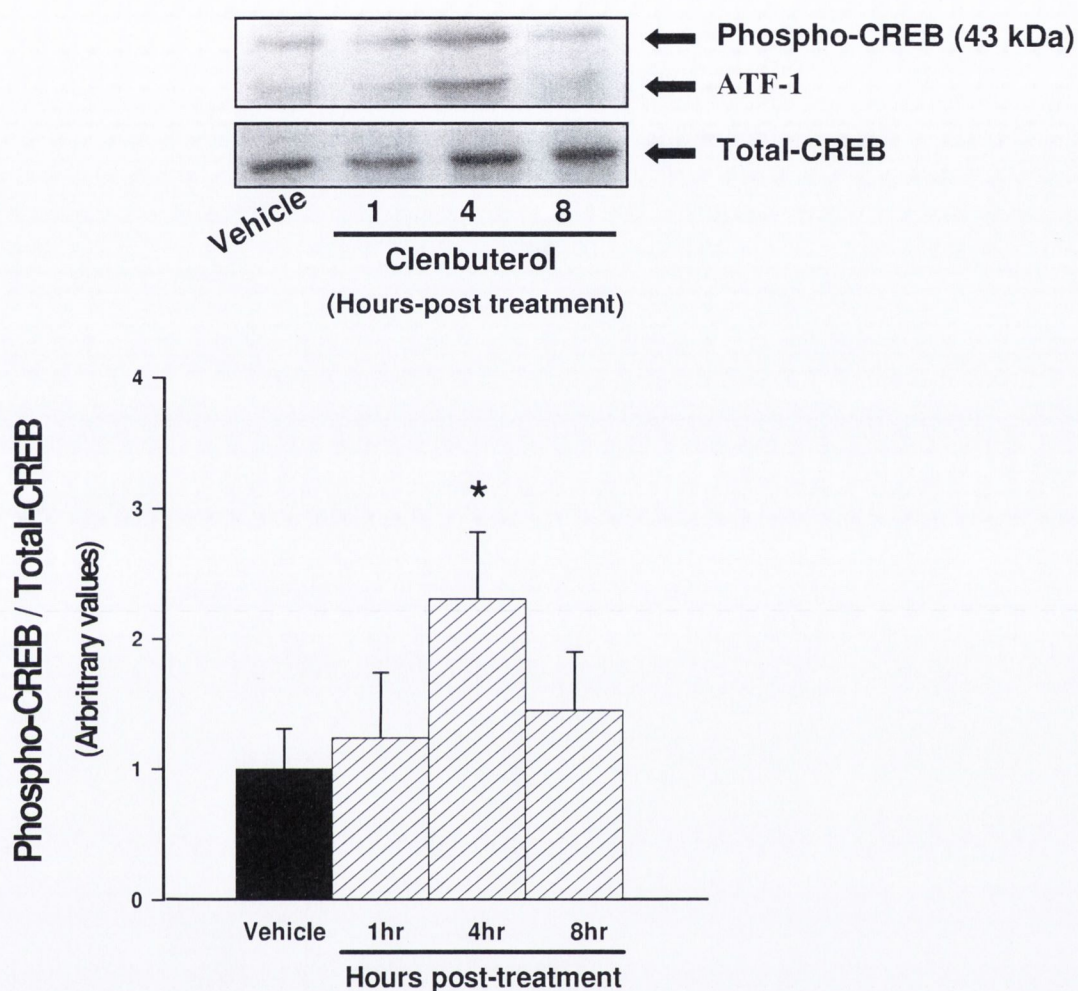 Phospho-CREB (43 kDa)
ATF-1
Total-CREB
Vehicle 1 4 8
Clenbuterol
(Hours-post treatment)
Phospho-CREB / Total-CREB
(Arbritrary values)
4
3
2
1
0
*
Vehicle 1hr 4hr 8hr
Hours post-treatment